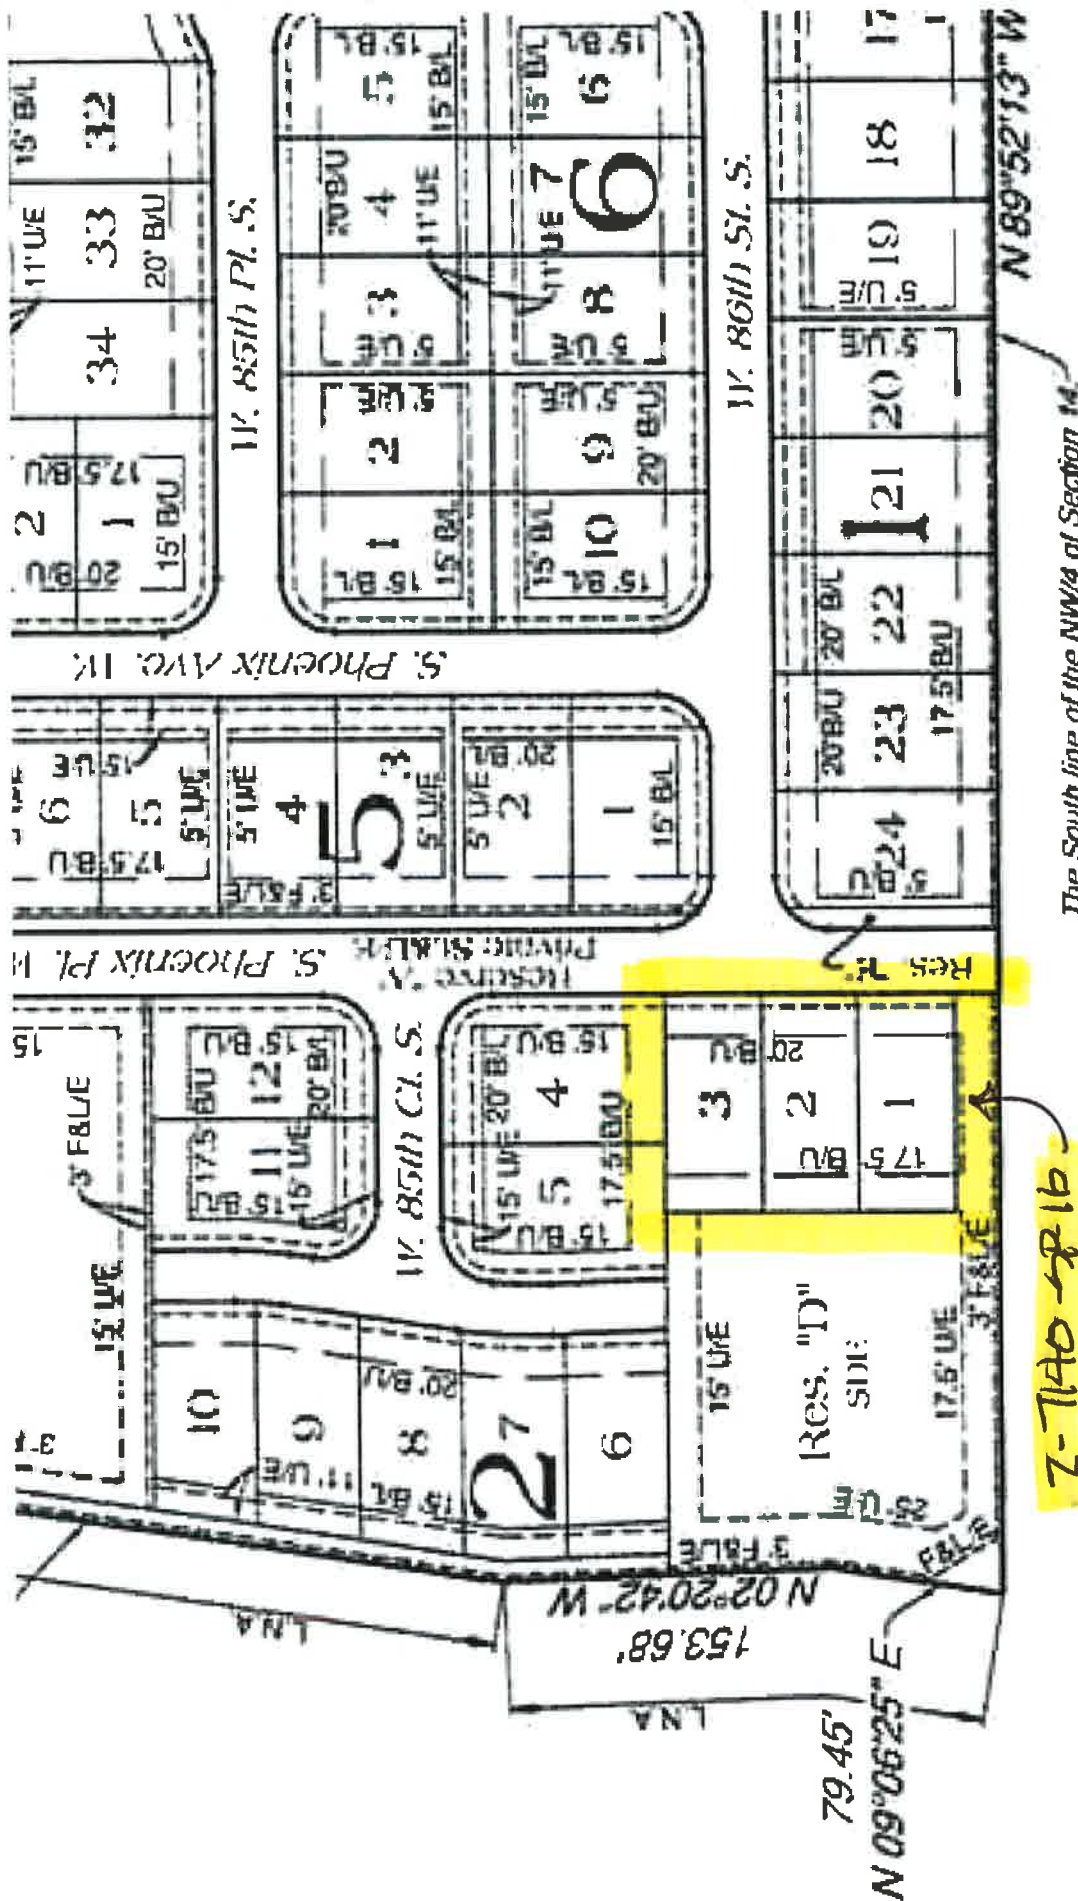 15' B/L
32
11' U/E
33
20' B/U
34
2
17.5' B/U
1
20' B/U
15' B/U
W. 85th Pl. S.
15' B/L
5
15' B/L
20' B/U
4
11' U/E
3
5' U/E
2
5' U/E
1
15' B/L
15' B/L
15' B/L
15' B/L
6
11' U/E
7
6
8
5' U/E
9
5' U/E
20' B/U
15' B/L
10
15' B/L
W. 86th St. S.
17
18
19
5' U/E
20
5' U/E
1
21
20' B/L
22
17.5' B/U
20' B/U
23
24
5' B/U
N 89°52'13" W
The South line of the NW/4 of Section 14
S. Phoenix Ave. W.
6
15' U/E
5
17.5' B/U
5' U/E
5' U/E
4
3' F&L/E
5
3
5' U/E
5' U/E
2
20' B/L
1
15' B/L
S. Phoenix Pl. W
Reserve "A"
Res. "E"
15
3' F&L/E
15' U/E
17.5' B/U
12
15' B/U
20' B/L
11
15' B/U
15' U/E
W. 85th Ct. S.
20' B/L
4
15' B/U
15' U/E
5
17.5' B/U
15' B/U
3
20' B/U
2
17.5' B/U
1
10
9
11' U/E
8
20' B/U
15' B/L
2
7
6
15' U/E
Res. "D"
SDE
17.5' U/E
3' F&L/E
25' U/E
3' F&L/E
F&L/E
L.N.A
L.N.A
N 02°20'42" W
153.68'
79.45'
N 09°06'25" E
Z-7140-SP-1b